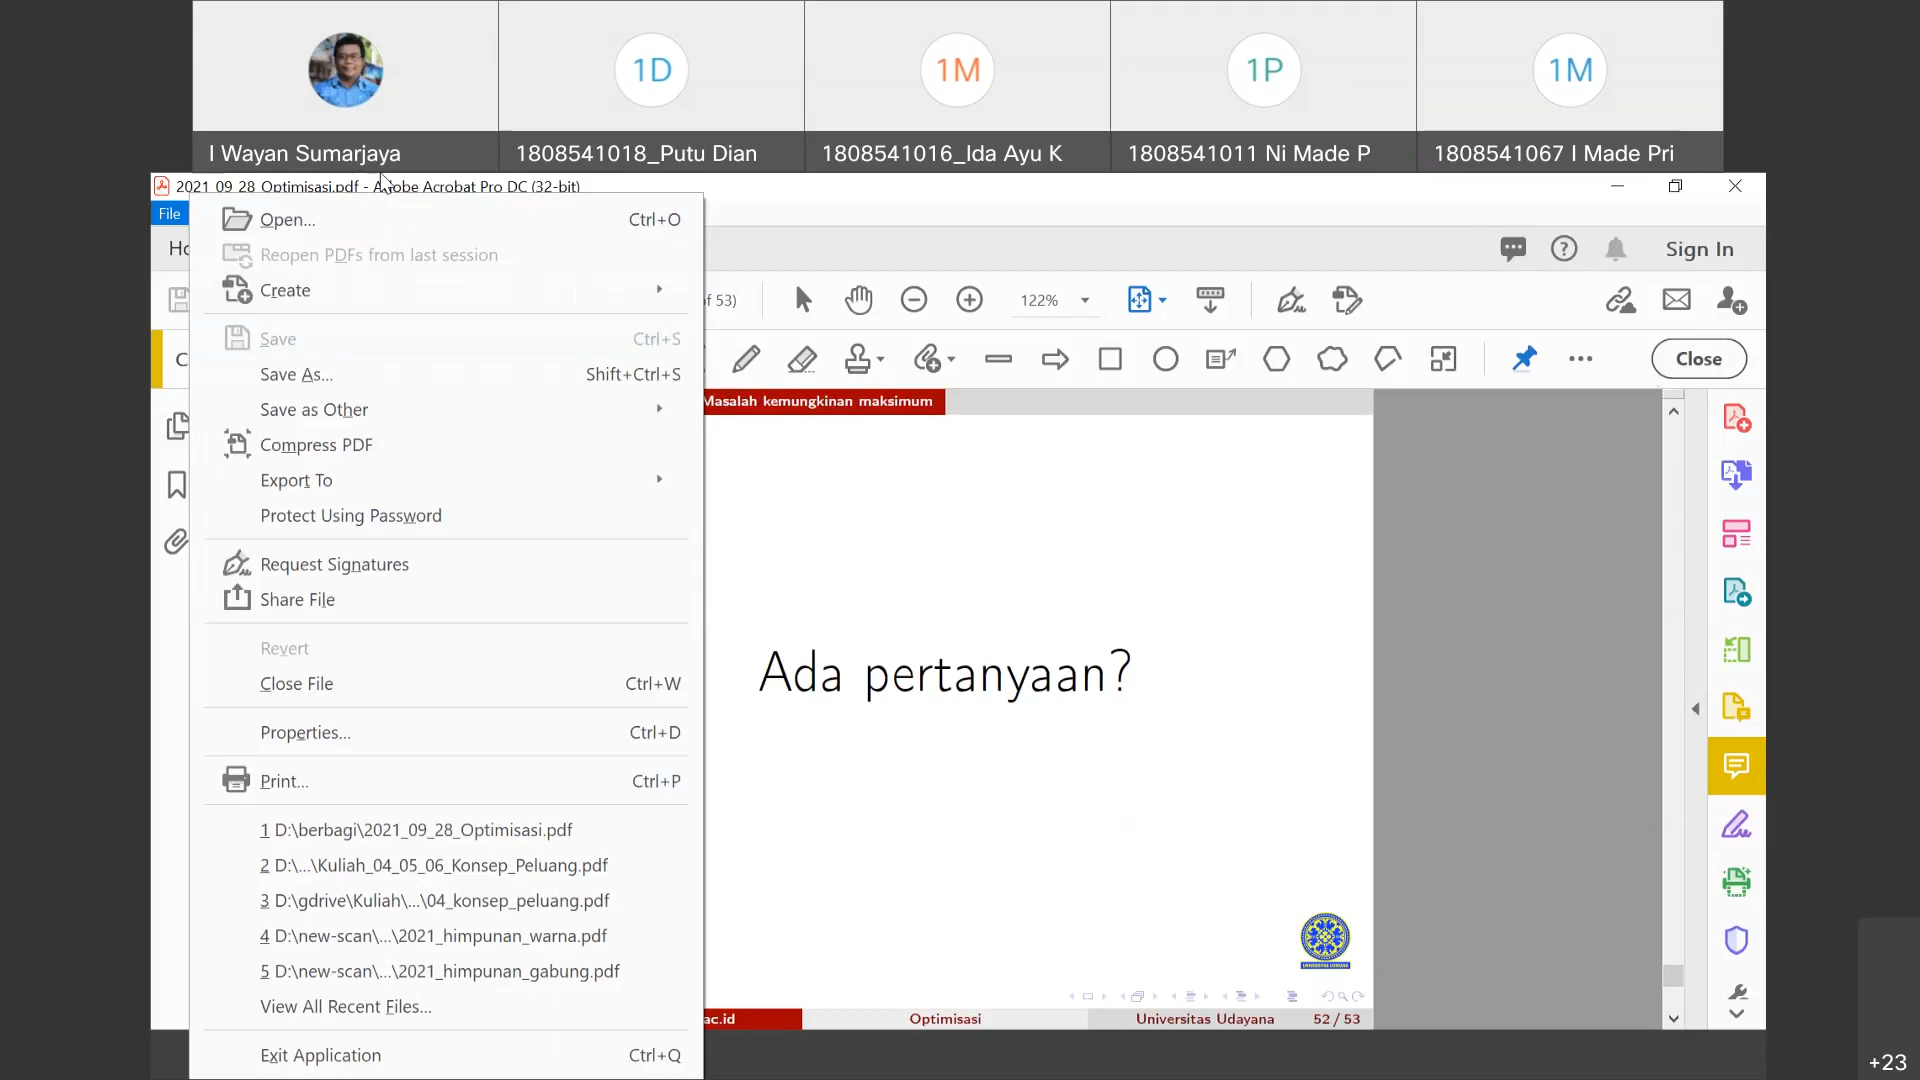 1D
1M
1P
1M
I Wayan Sumarjaya
1808541018_Putu Dian
1808541016_Ida Ayu K
1808541011 Ni Made P
1808541067 I Made Pri
2021_09_28_Optimisasi.pdf - Adobe Acrobat Pro DC (32-bit)
File
Ho
Sign In
of 53)
122%
C
Close
Open... Ctrl+O
Reopen PDFs from last session
Create
Save Ctrl+S
Save As... Shift+Ctrl+S
Save as Other
Compress PDF
Export To
Protect Using Password
Request Signatures
Share File
Revert
Close File Ctrl+W
Properties... Ctrl+D
Print... Ctrl+P
1 D:\berbagi\2021_09_28_Optimisasi.pdf
2 D:\...\Kuliah_04_05_06_Konsep_Peluang.pdf
3 D:\gdrive\Kuliah\...\04_konsep_peluang.pdf
4 D:\new-scan\...\2021_himpunan_warna.pdf
5 D:\new-scan\...\2021_himpunan_gabung.pdf
View All Recent Files...
Exit Application Ctrl+Q
Masalah kemungkinan maksimum
Ada pertanyaan?
UNIVERSITAS UDAYANA
ac.id
Optimisasi
Universitas Udayana
52 / 53
+23